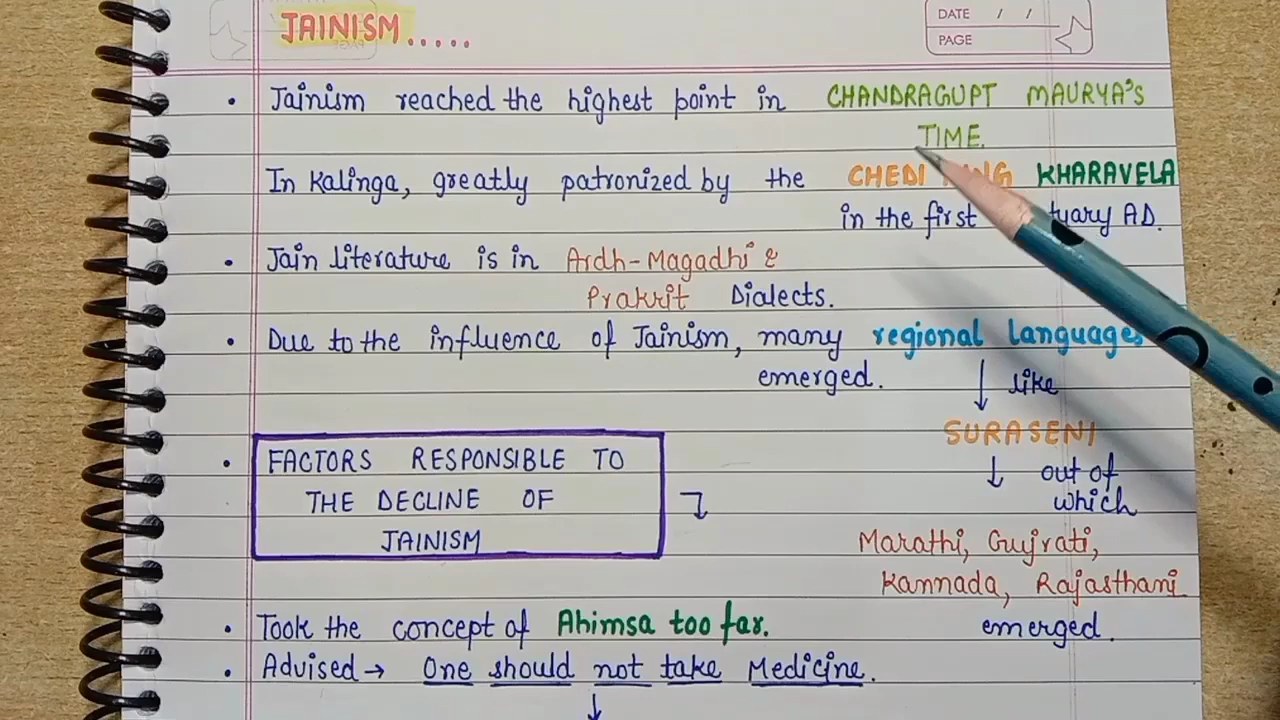 JAINISM.....
DATE / /
PAGE
• Jainism reached the highest point in CHANDRAGUPT MAURYA's
TIME.
In Kalinga, greatly patronized by the CHEDI KHARAVELA
in the first AD.
• Jain literature is in Ardh-Magadhi &
Prakrit Dialects.
• Due to the influence of Jainism, many regional languages
emerged. ↓ like
SURASENI
↓ out of
which
Marathi, Gujrati,
Kannada, Rajasthani
emerged.
• FACTORS RESPONSIBLE TO
THE DECLINE OF
JAINISM
• Took the concept of Ahimsa too far.
• Advised → One should not take Medicine.
↓